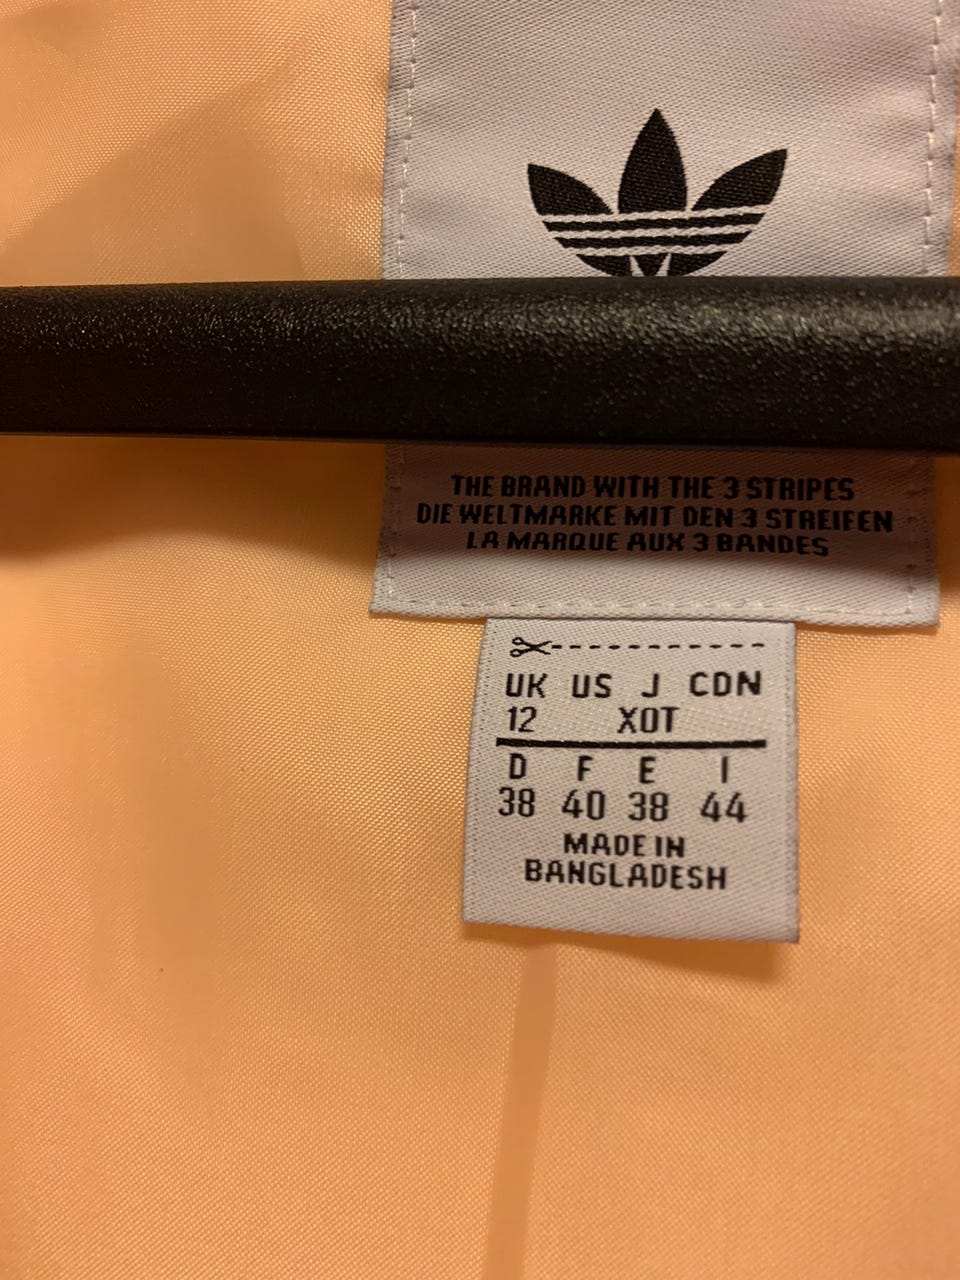 THE BRAND WITH THE 3 STRIPES
DIE WELTMARKE MIT DEN 3 STREIFEN
LA MARQUE AUX 3 BANDES
UK US J CDN
12 XOT
D F E I
38 40 38 44
MADE IN
BANGLADESH